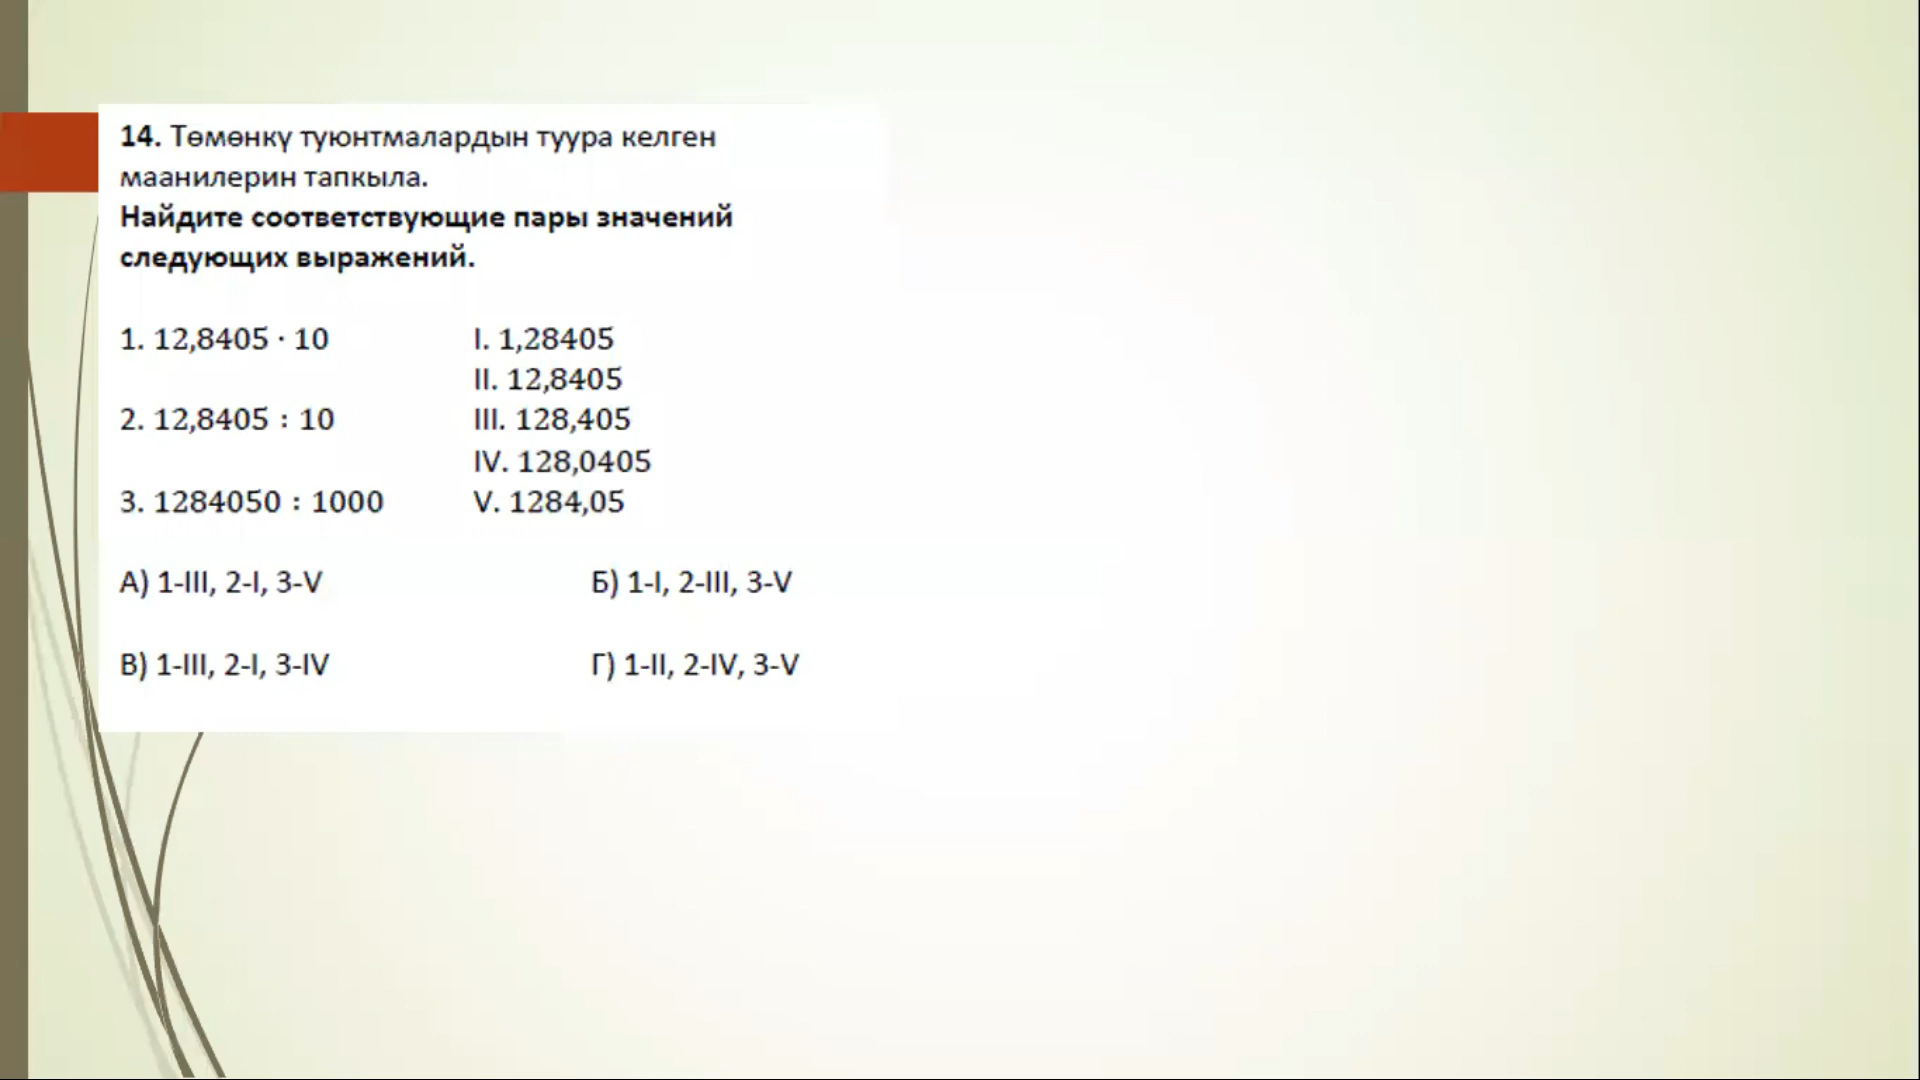 14. Төмөнкү туюнтмалардын туура келген
маанилерин тапкыла.
Найдите соответствующие пары значений
следующих выражений.
1. 12,8405 · 10
I. 1,28405
II. 12,8405
2. 12,8405 : 10
III. 128,405
IV. 128,0405
3. 1284050 : 1000
V. 1284,05
А) 1-III, 2-I, 3-V
Б) 1-I, 2-III, 3-V
В) 1-III, 2-I, 3-IV
Г) 1-II, 2-IV, 3-V